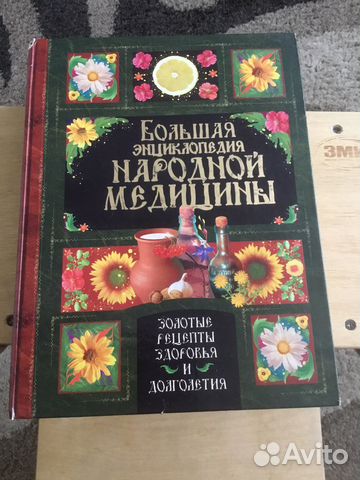 БОЛЬШАЯ
ЭНЦИКЛОПЕДИЯ
НАРОДНОЙ
МЕДИЦИНЫ
ЗОЛОТЫЕ
РЕЦЕПТЫ
ЗДОРОВЬЯ
И
ДОЛГОЛЕТИЯ
Avito